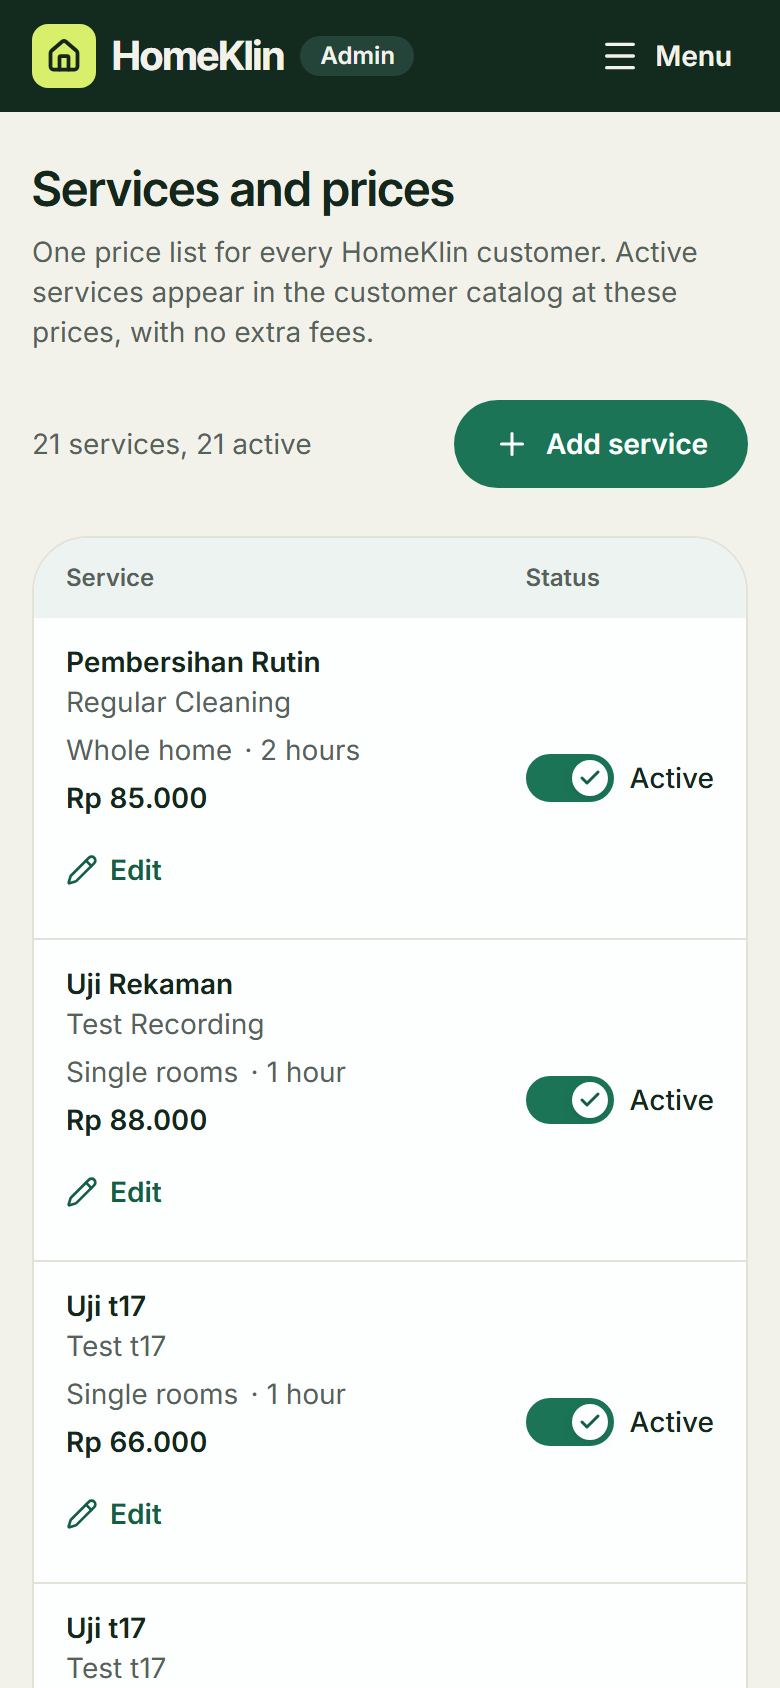 HomeKlin Admin Menu
Services and prices
One price list for every HomeKlin customer. Active
services appear in the customer catalog at these
prices, with no extra fees.
21 services, 21 active
Add service
Service Status
Pembersihan Rutin
Regular Cleaning
Whole home · 2 hours
Active
Rp 85.000
Edit
Uji Rekaman
Test Recording
Single rooms · 1 hour
Active
Rp 88.000
Edit
Uji t17
Test t17
Single rooms · 1 hour
Active
Rp 66.000
Edit
Uji t17
Test t17